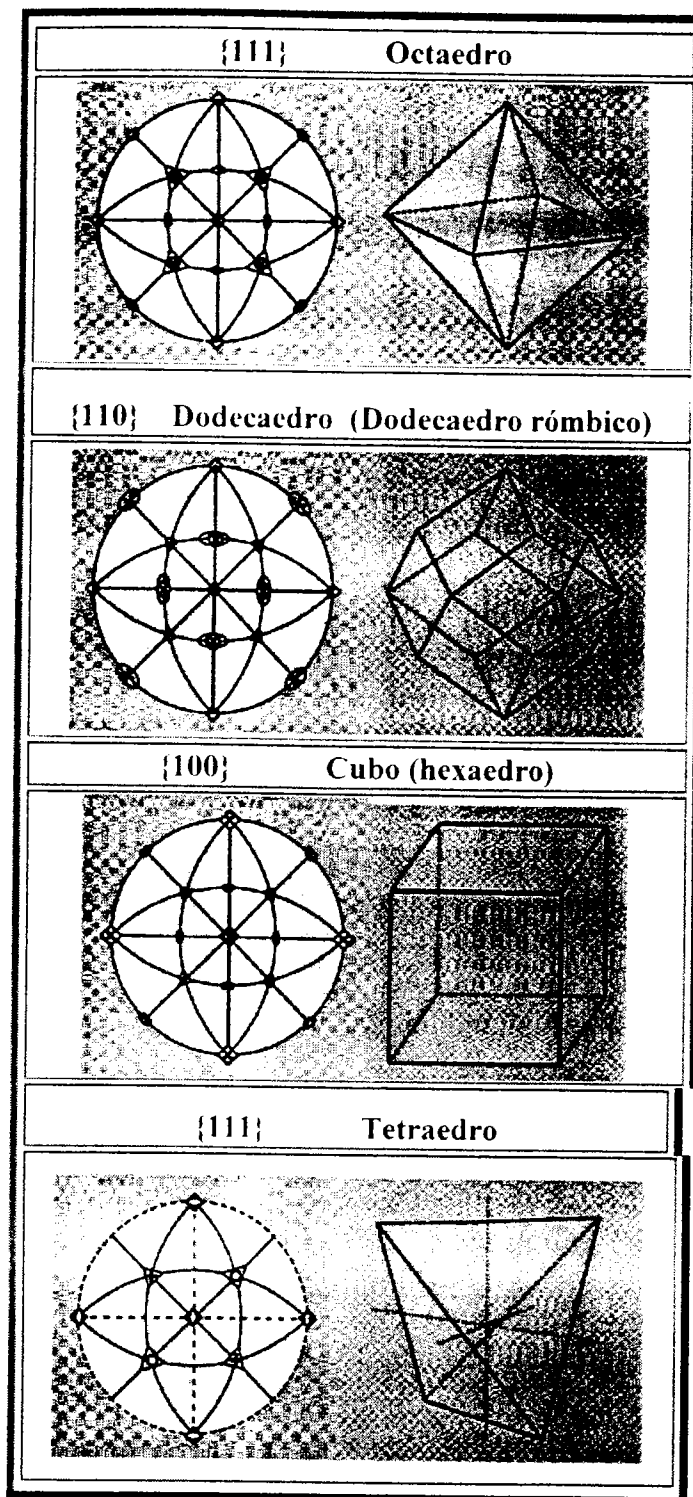 {111} Octaedro
{110} Dodecaedro (Dodecaedro rómbico)
{100} Cubo (hexaedro)
{111} Tetraedro